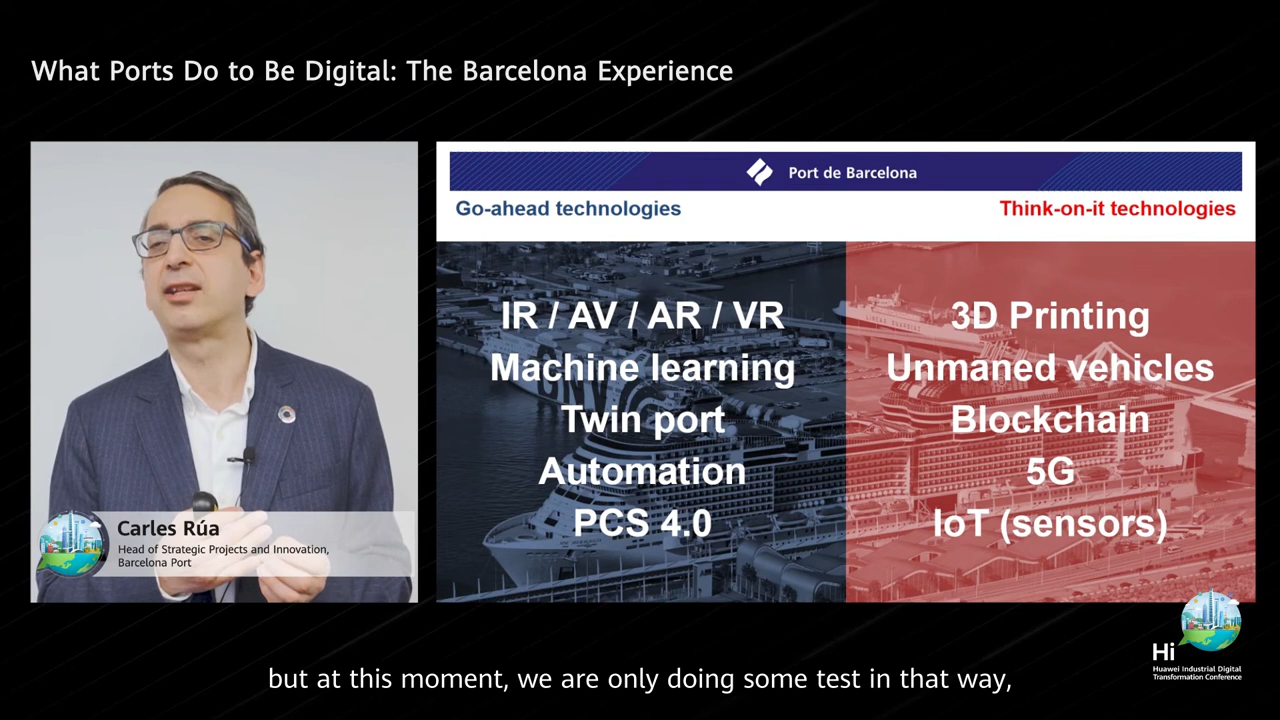 What Ports Do to Be Digital: The Barcelona Experience
Port de Barcelona
Go-ahead technologies
Think-on-it technologies
IR / AV / AR / VR
Machine learning
Twin port
Automation
PCS 4.0
3D Printing
Unmaned vehicles
Blockchain
5G
IoT (sensors)
Carles Rúa
Head of Strategic Projects and Innovation,
Barcelona Port
Hi
Huawei Industrial Digital
Transformation Conference
but at this moment, we are only doing some test in that way,